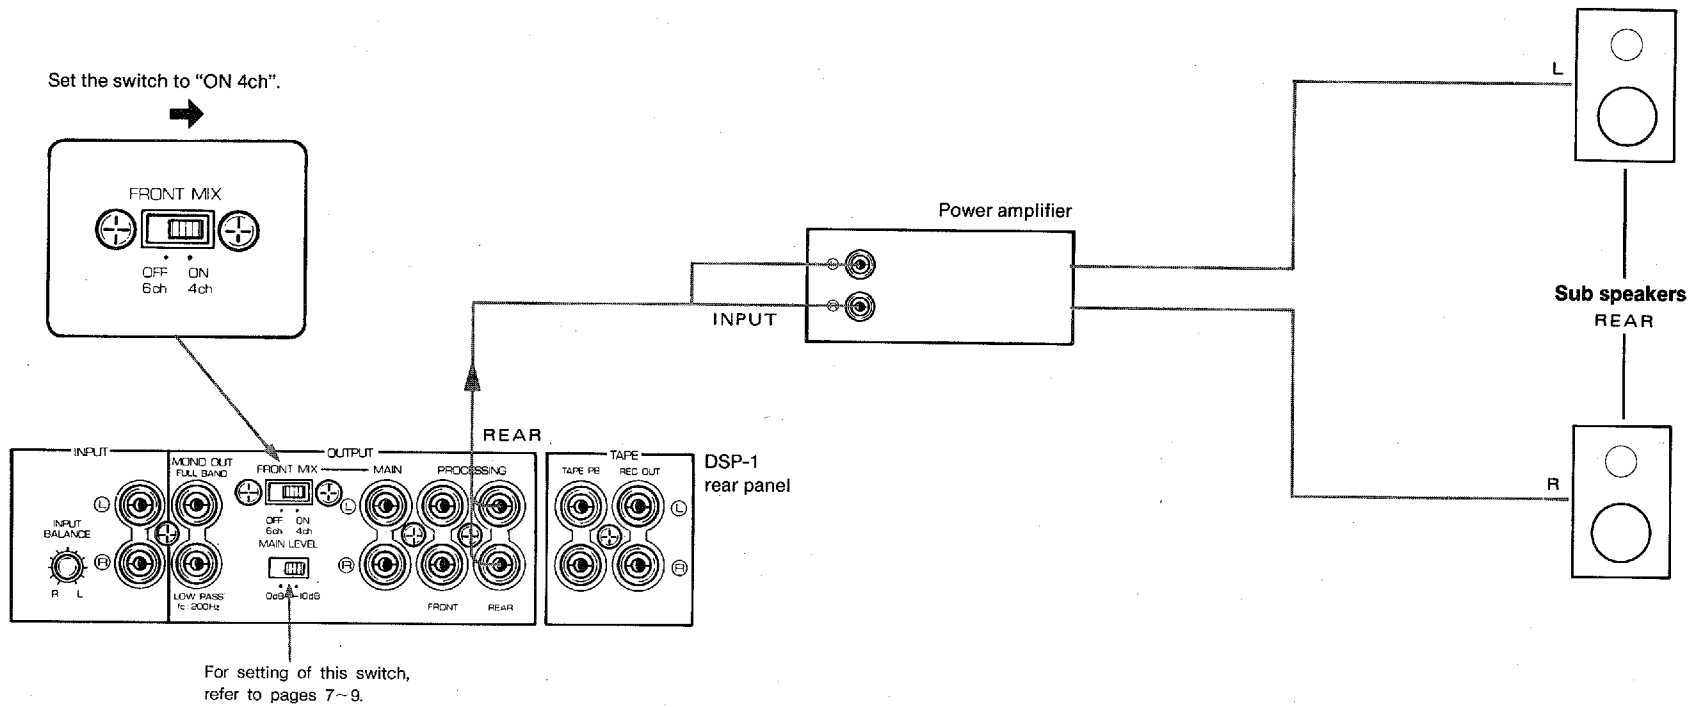 Set the switch to “ON 4ch”.
FRONT MIX
OFF ON
6ch 4ch
Power amplifier
L
R
INPUT
L
Sub speakers
REAR
R
REAR
DSP-1
rear panel
INPUT
L
INPUT
BALANCE
R
R L
OUTPUT
MONO OUT
FULL BAND
FRONT MIX MAIN PROCESSING
L
OFF ON
6ch 4ch
MAIN LEVEL
R
0dB -10dB
LOW PASS
fc: 200Hz
FRONT REAR
TAPE
TAPE PB REC OUT
L
R
For setting of this switch,
refer to pages 7~9.